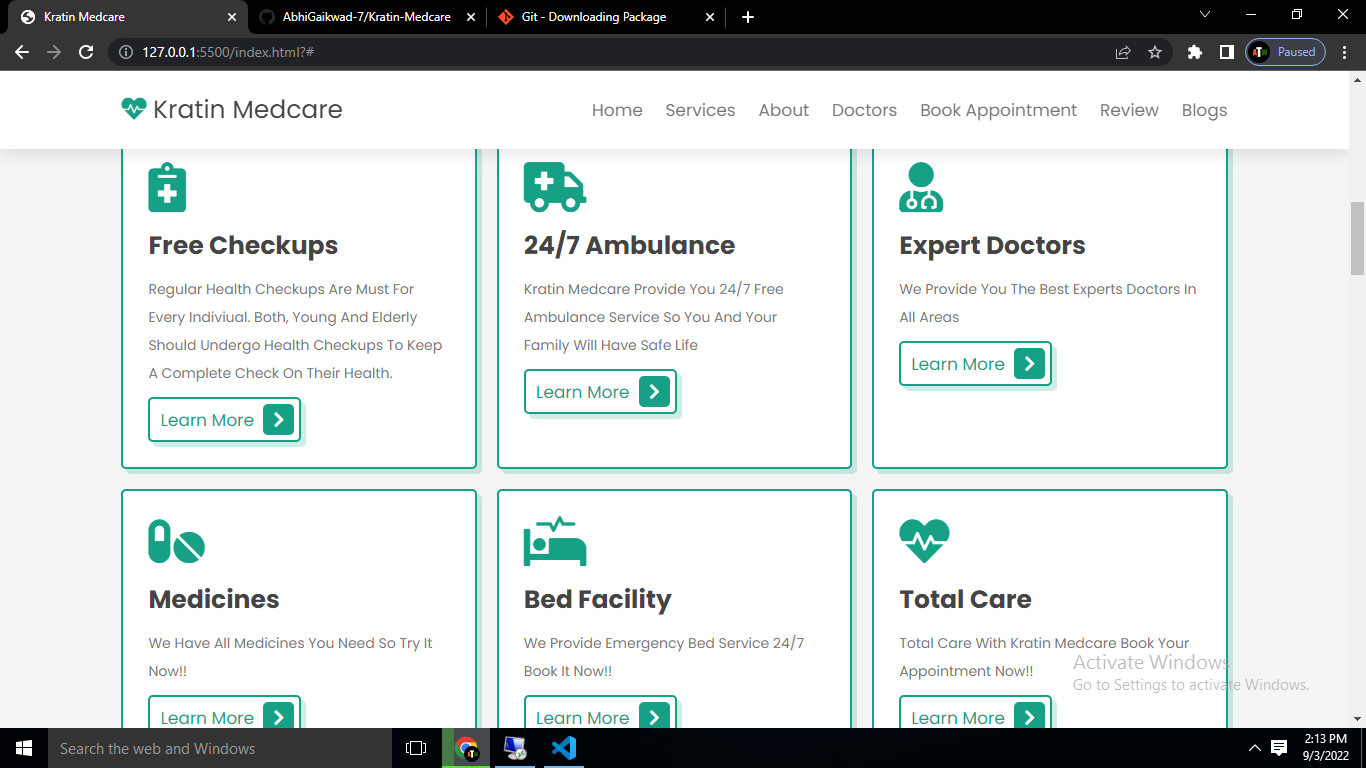 Kratin Medcare
AbhiGaikwad-7/Kratin-Medcare
Git - Downloading Package
127.0.0.1:5500/index.html?#
Paused
Kratin Medcare
Home Services About Doctors Book Appointment Review Blogs
Free Checkups
Regular Health Checkups Are Must For
Every Indiviual. Both, Young And Elderly
Should Undergo Health Checkups To Keep
A Complete Check On Their Health.
Learn More
24/7 Ambulance
Kratin Medcare Provide You 24/7 Free
Ambulance Service So You And Your
Family Will Have Safe Life
Learn More
Expert Doctors
We Provide You The Best Experts Doctors In
All Areas
Learn More
Medicines
We Have All Medicines You Need So Try It
Now!!
Learn More
Bed Facility
We Provide Emergency Bed Service 24/7
Book It Now!!
Learn More
Total Care
Total Care With Kratin Medcare Book Your
Appointment Now!!
Learn More
Activate Windows
Go to Settings to activate Windows.
Search the web and Windows
2:13 PM
9/3/2022